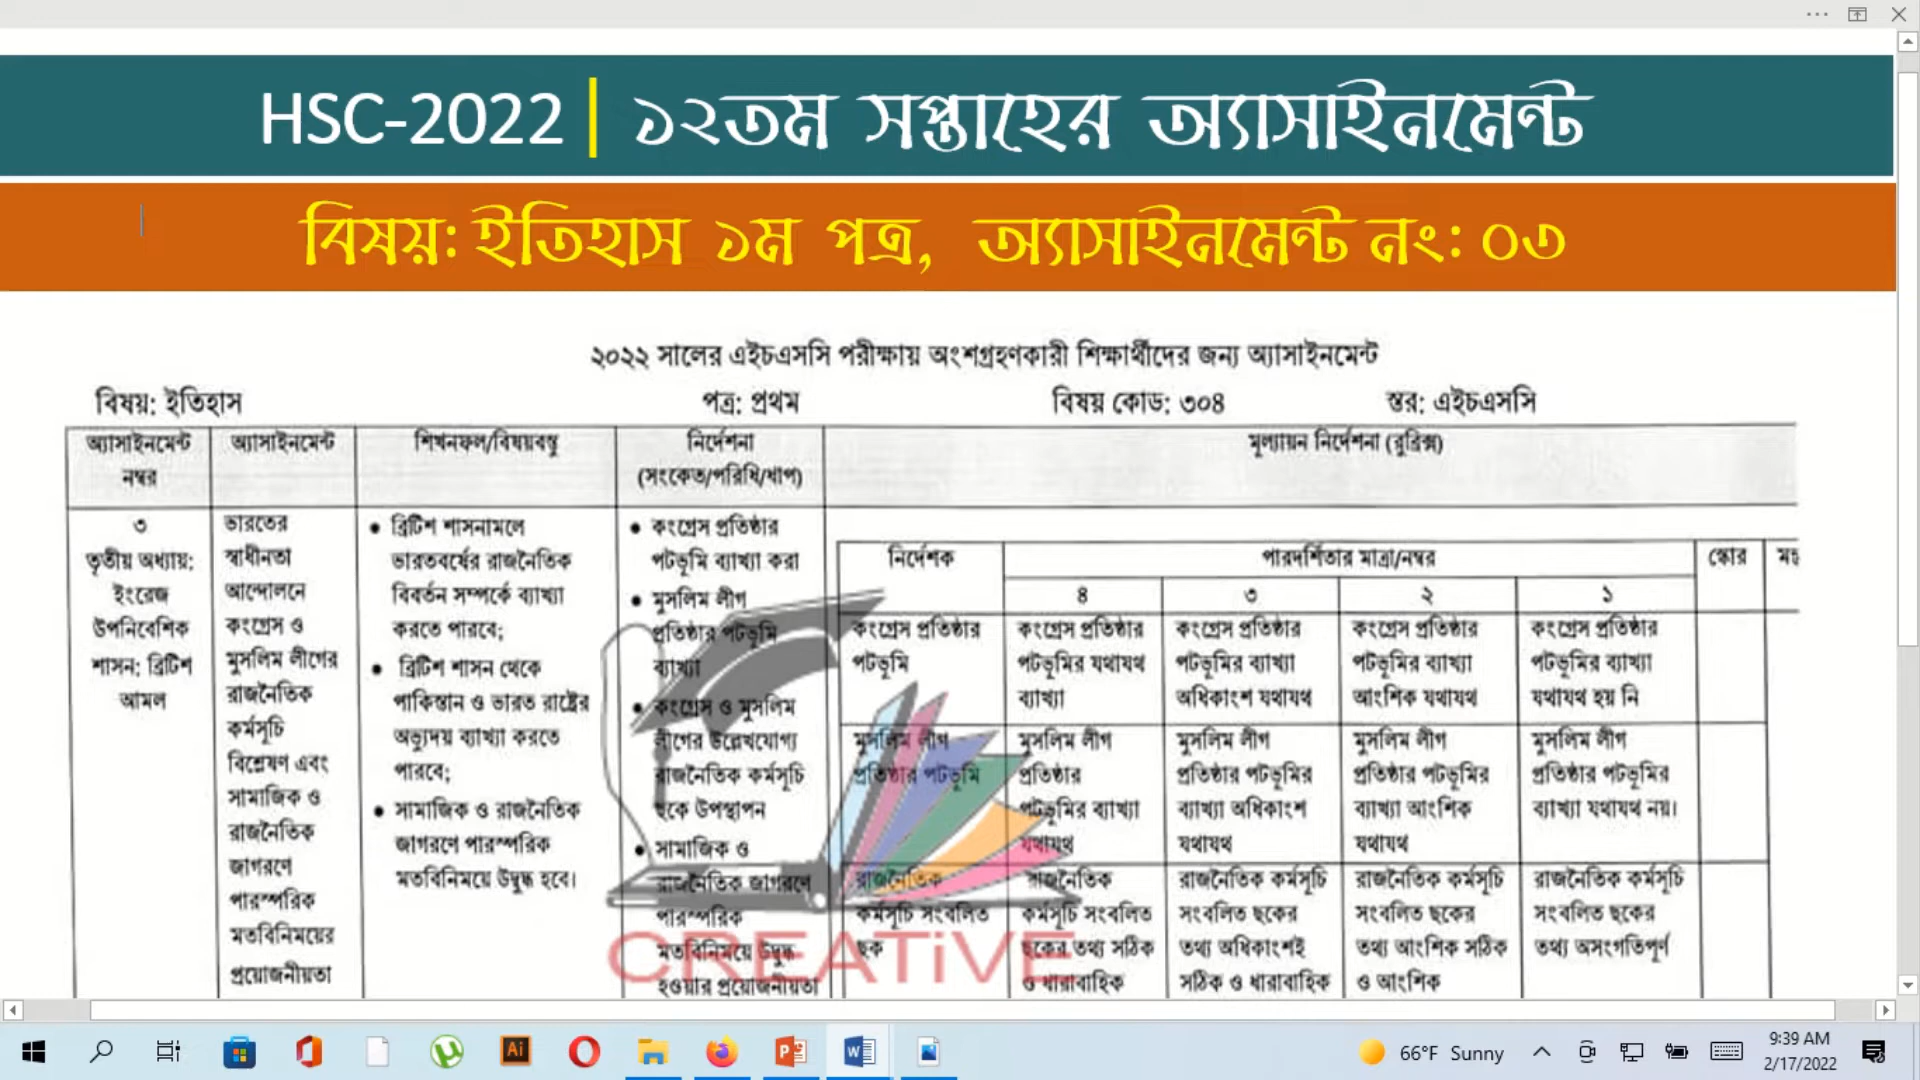 HSC-2022 | ১২তম সপ্তাহের অ্যাসাইনমেন্ট
বিষয়: ইতিহাস ১ম পত্র, অ্যাসাইনমেন্ট নং: ০৩
২০২২ সালের এইচএসসি পরীক্ষায় অংশগ্রহণকারী শিক্ষার্থীদের জন্য অ্যাসাইনমেন্ট
বিষয়: ইতিহাস পত্র: প্রথম বিষয় কোড: ৩০৪ স্তর: এইচএসসি
অ্যাসাইনমেন্ট
নম্বর
অ্যাসাইনমেন্ট
শিখনফল/বিষয়বস্তু
নির্দেশনা
(সংকেত/পরিধি/ধাপ)
মূল্যায়ন নির্দেশনা (রুব্রিক্স)
৩
তৃতীয় অধ্যায়:
ইংরেজ
উপনিবেশিক
শাসন: ব্রিটিশ
আমল
ভারতের
স্বাধীনতা
আন্দোলনে
কংগ্রেস ও
মুসলিম লীগের
রাজনৈতিক
কর্মসূচি
বিশ্লেষণ এবং
সামাজিক ও
রাজনৈতিক
জাগরণে
পারস্পরিক
মতবিনিময়ের
প্রয়োজনীয়তা
• ব্রিটিশ শাসনামলে
ভারতবর্ষের রাজনৈতিক
বিবর্তন সম্পর্কে ব্যাখ্যা
করতে পারবে;
• ব্রিটিশ শাসন থেকে
পাকিস্তান ও ভারত রাষ্ট্রের
অভ্যুদয় ব্যাখ্যা করতে
পারবে;
• সামাজিক ও রাজনৈতিক
জাগরণে পারস্পরিক
মতবিনিময়ে উদ্বুদ্ধ হবে।
• কংগ্রেস প্রতিষ্ঠার
পটভূমি ব্যাখ্যা করা
• মুসলিম লীগ
প্রতিষ্ঠার পটভূমি
ব্যাখ্যা
• কংগ্রেস ও মুসলিম
লীগের উল্লেখযোগ্য
রাজনৈতিক কর্মসূচি
ছকে উপস্থাপন
• সামাজিক ও
রাজনৈতিক জাগরণে
পারস্পরিক
মতবিনিময়ে উদ্বুদ্ধ
হওয়ার প্রয়োজনীয়তা
নির্দেশক
পারদর্শিতার মাত্রা/নম্বর
স্কোর
৪ ৩ ২ ১
কংগ্রেস প্রতিষ্ঠার
পটভূমি
কংগ্রেস প্রতিষ্ঠার
পটভূমির যথাযথ
ব্যাখ্যা
কংগ্রেস প্রতিষ্ঠার
পটভূমির ব্যাখ্যা
অধিকাংশ যথাযথ
কংগ্রেস প্রতিষ্ঠার
পটভূমির ব্যাখ্যা
আংশিক যথাযথ
কংগ্রেস প্রতিষ্ঠার
পটভূমির ব্যাখ্যা
যথাযথ হয় নি
মুসলিম লীগ
প্রতিষ্ঠার পটভূমি
মুসলিম লীগ
প্রতিষ্ঠার
পটভূমির ব্যাখ্যা
যথাযথ
মুসলিম লীগ
প্রতিষ্ঠার পটভূমির
ব্যাখ্যা অধিকাংশ
যথাযথ
মুসলিম লীগ
প্রতিষ্ঠার পটভূমির
ব্যাখ্যা আংশিক
যথাযথ
মুসলিম লীগ
প্রতিষ্ঠার পটভূমির
ব্যাখ্যা যথাযথ নয়।
রাজনৈতিক
কর্মসূচি সংবলিত
ছক
রাজনৈতিক
কর্মসূচি সংবলিত
ছকের তথ্য সঠিক
ও ধারাবাহিক
রাজনৈতিক কর্মসূচি
সংবলিত ছকের
তথ্য অধিকাংশই
সঠিক ও ধারাবাহিক
রাজনৈতিক কর্মসূচি
সংবলিত ছকের
তথ্য আংশিক সঠিক
ও আংশিক
রাজনৈতিক কর্মসূচি
সংবলিত ছকের
তথ্য অসংগতিপূর্ণ
CREATiVE
66°F Sunny
9:39 AM
2/17/2022